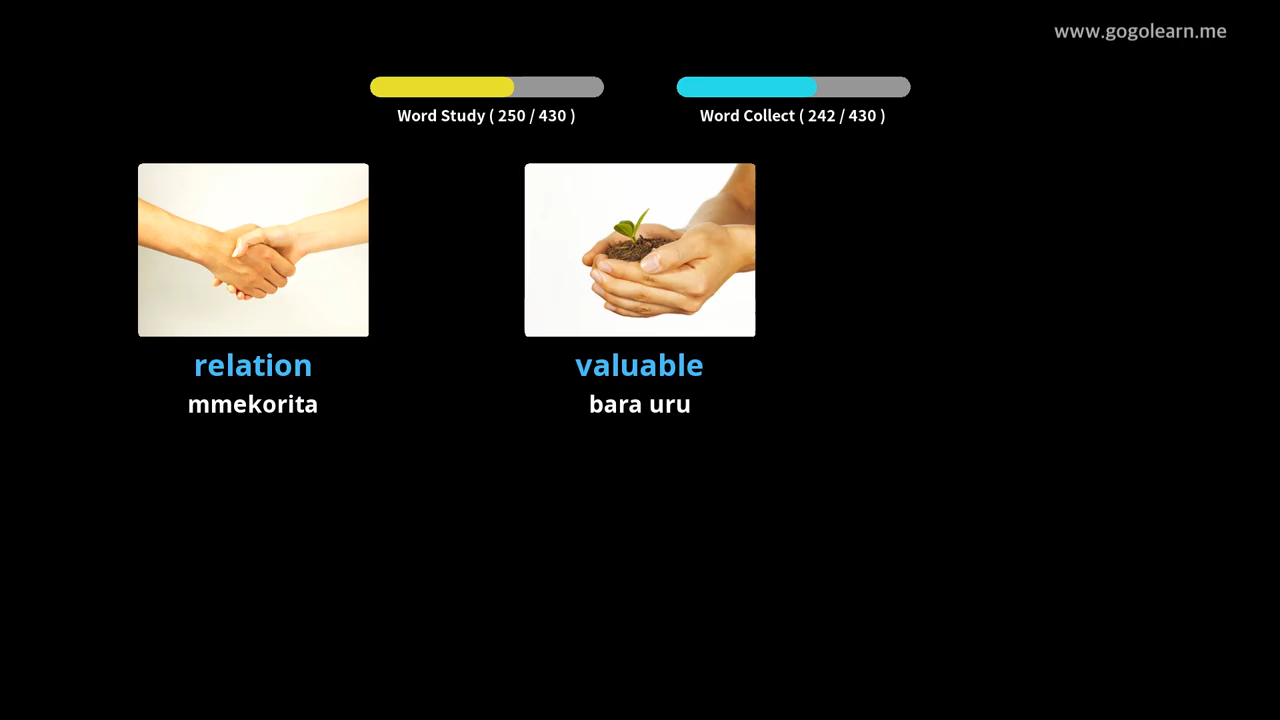 www.gogolearn.me
Word Study ( 250 / 430 )
Word Collect ( 242 / 430 )
relation
mmekorita
valuable
bara uru